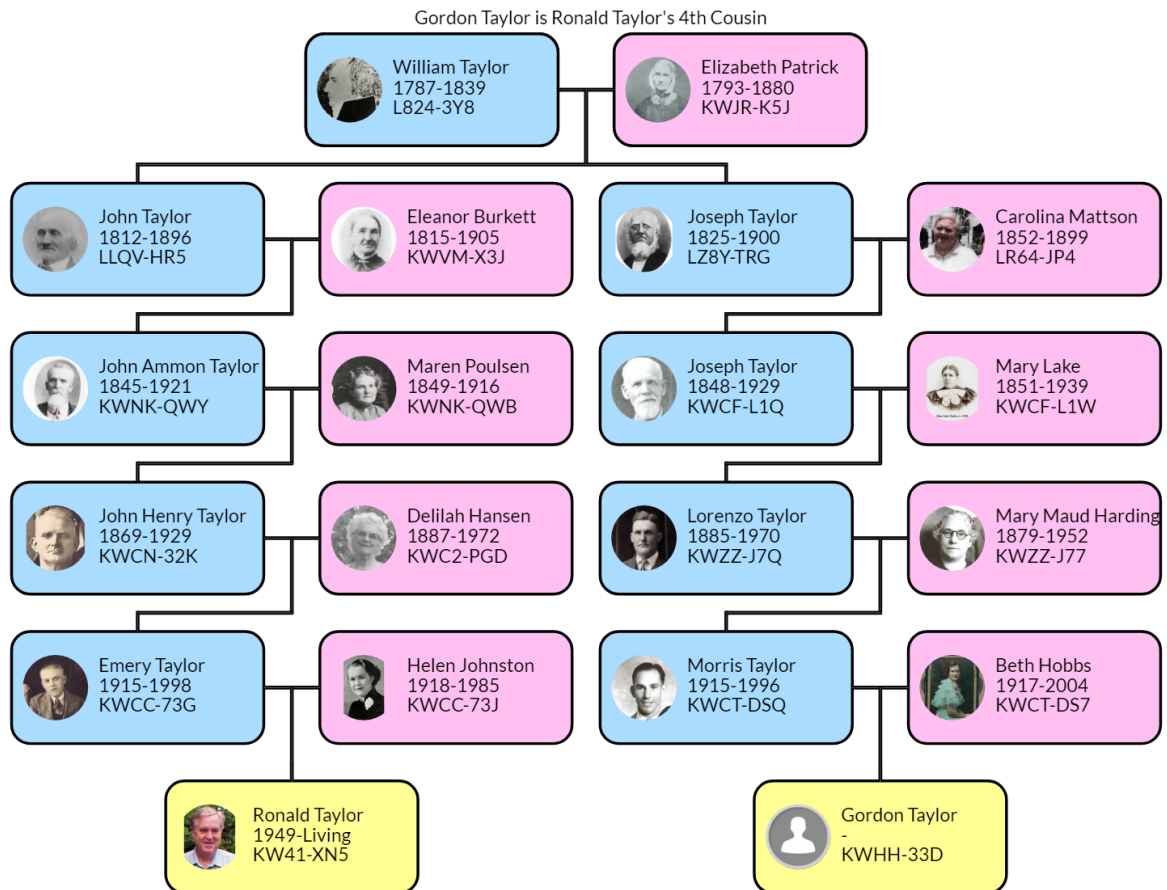 Gordon Taylor is Ronald Taylor's 4th Cousin
William Taylor
1787-1839
L824-3Y8
Elizabeth Patrick
1793-1880
KWJR-K5J
John Taylor
1812-1896
LLQV-HR5
Eleanor Burkett
1815-1905
KWVM-X3J
Joseph Taylor
1825-1900
LZ8Y-TRG
Carolina Mattson
1852-1899
LR64-JP4
John Ammon Taylor
1845-1921
KWNK-QWY
Maren Poulsen
1849-1916
KWNK-QWB
Joseph Taylor
1848-1929
KWCF-L1Q
Mary Lake
1851-1939
KWCF-L1W
John Henry Taylor
1869-1929
KWCN-32K
Delilah Hansen
1887-1972
KWC2-PGD
Lorenzo Taylor
1885-1970
KWZZ-J7Q
Mary Maud Harding
1879-1952
KWZZ-J77
Emery Taylor
1915-1998
KWCC-73G
Helen Johnston
1918-1985
KWCC-73J
Morris Taylor
1915-1996
KWCT-DSQ
Beth Hobbs
1917-2004
KWCT-DS7
Ronald Taylor
1949-Living
KW41-XN5
Gordon Taylor
-
KWHH-33D